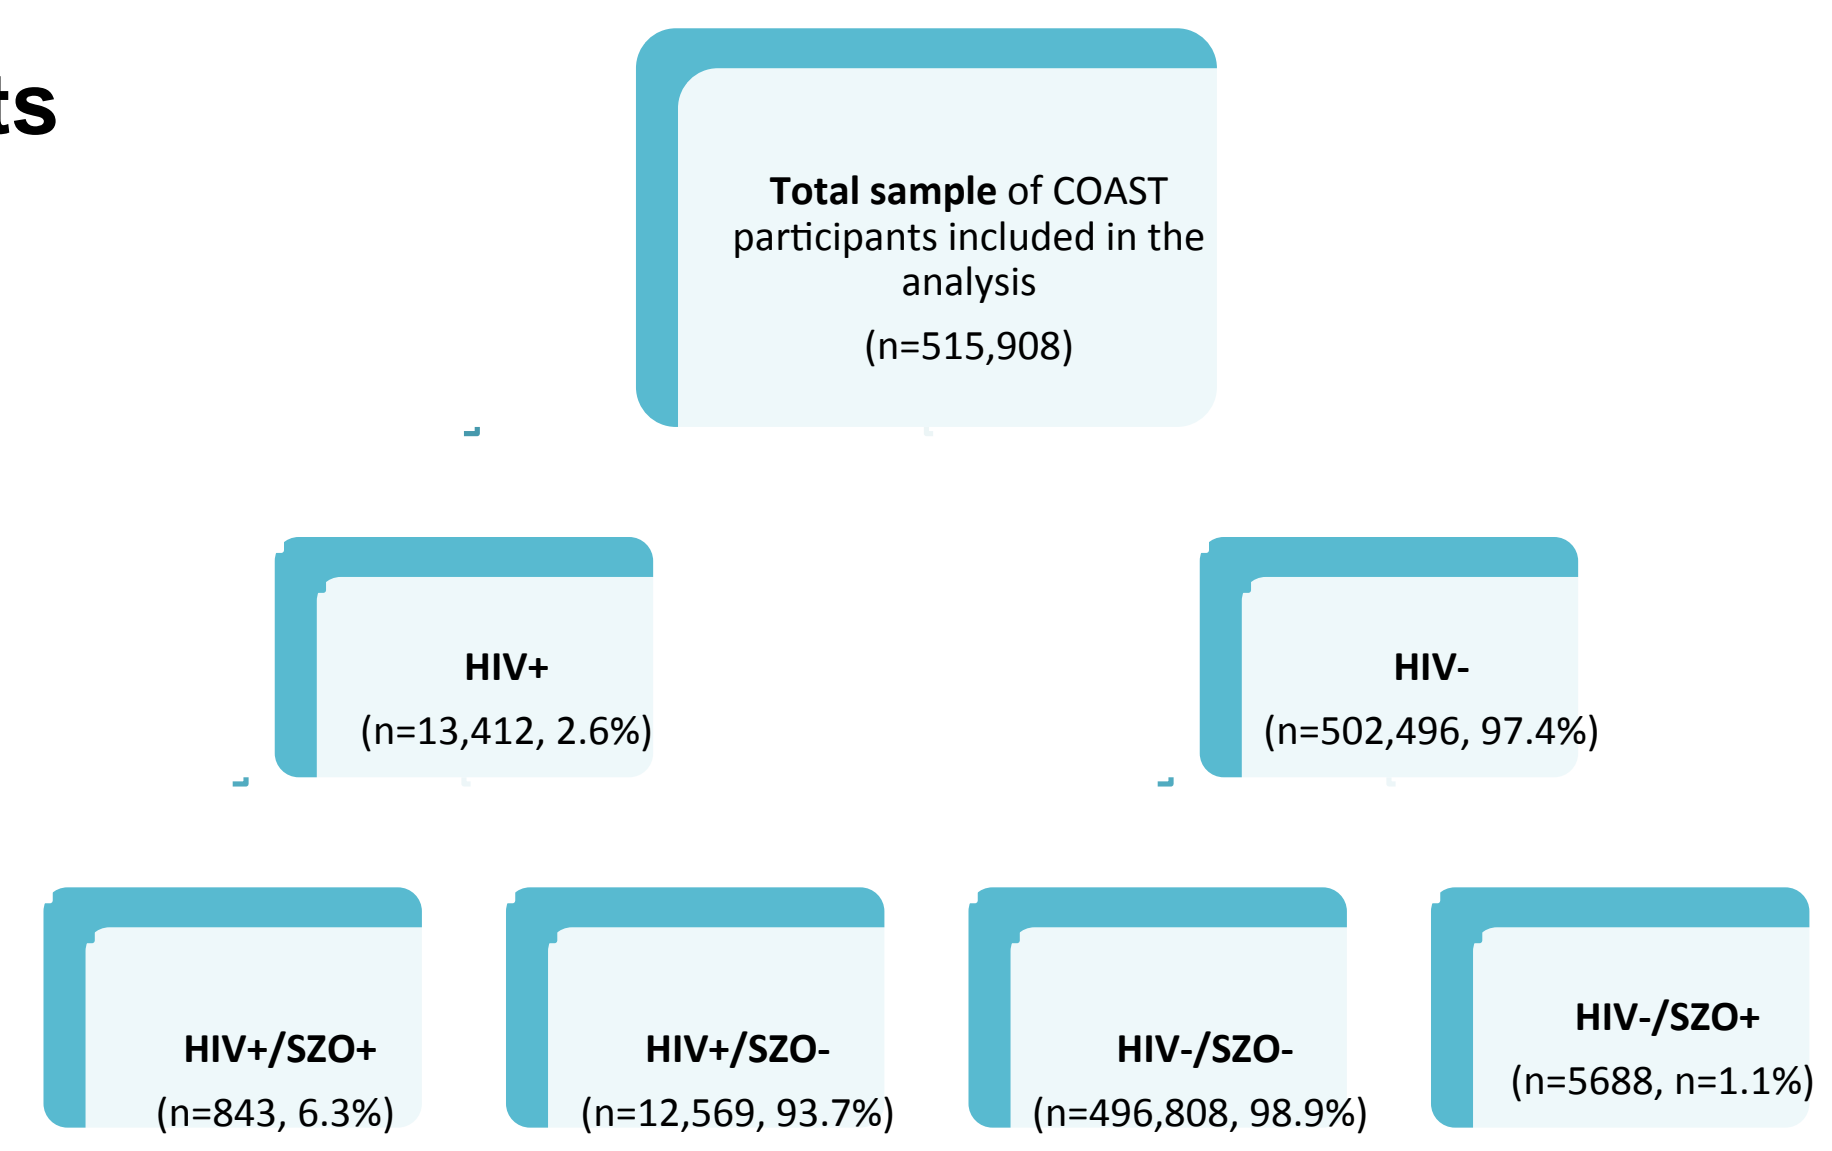 ts
Total sample of COAST
participants included in the
analysis
(n=515,908)
HIV+
(n=13,412, 2.6%)
HIV-
(n=502,496, 97.4%)
HIV+/SZO+
(n=843, 6.3%)
HIV+/SZO-
(n=12,569, 93.7%)
HIV-/SZO-
(n=496,808, 98.9%)
HIV-/SZO+
(n=5688, n=1.1%)